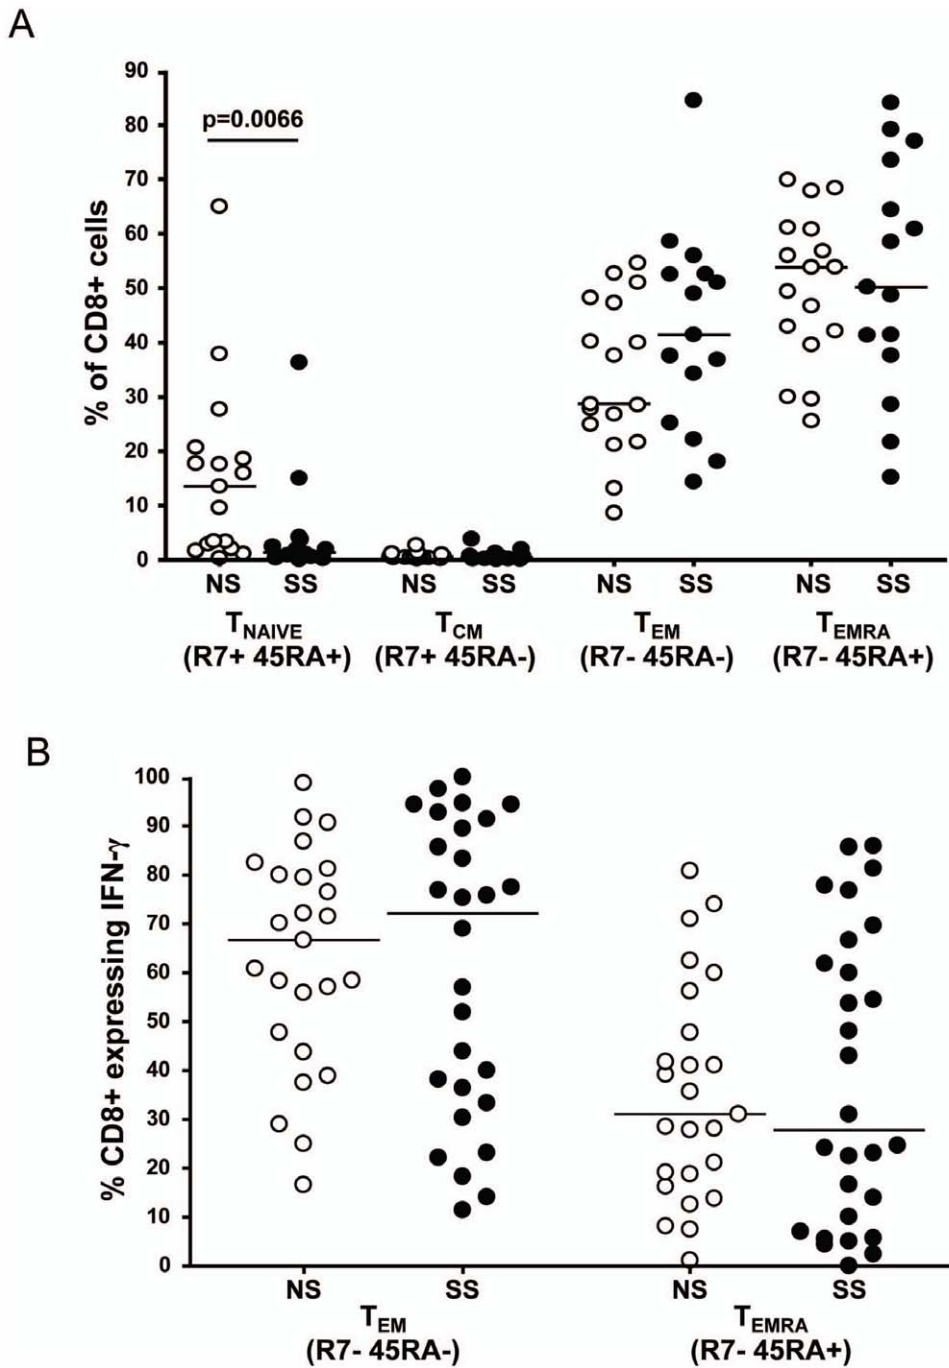 A
90
80
70
60
50
40
30
20
10
0
% of CD8+ cells
p=0.0066
NS SS NS SS NS SS NS SS
TNAIVE TCM TEM TEMRA
(R7+ 45RA+) (R7+ 45RA-) (R7- 45RA-) (R7- 45RA+)
B
100
90
80
70
60
50
40
30
20
10
0
% CD8+ expressing IFN-γ
NS SS NS SS
TEM TEMRA
(R7- 45RA-) (R7- 45RA+)